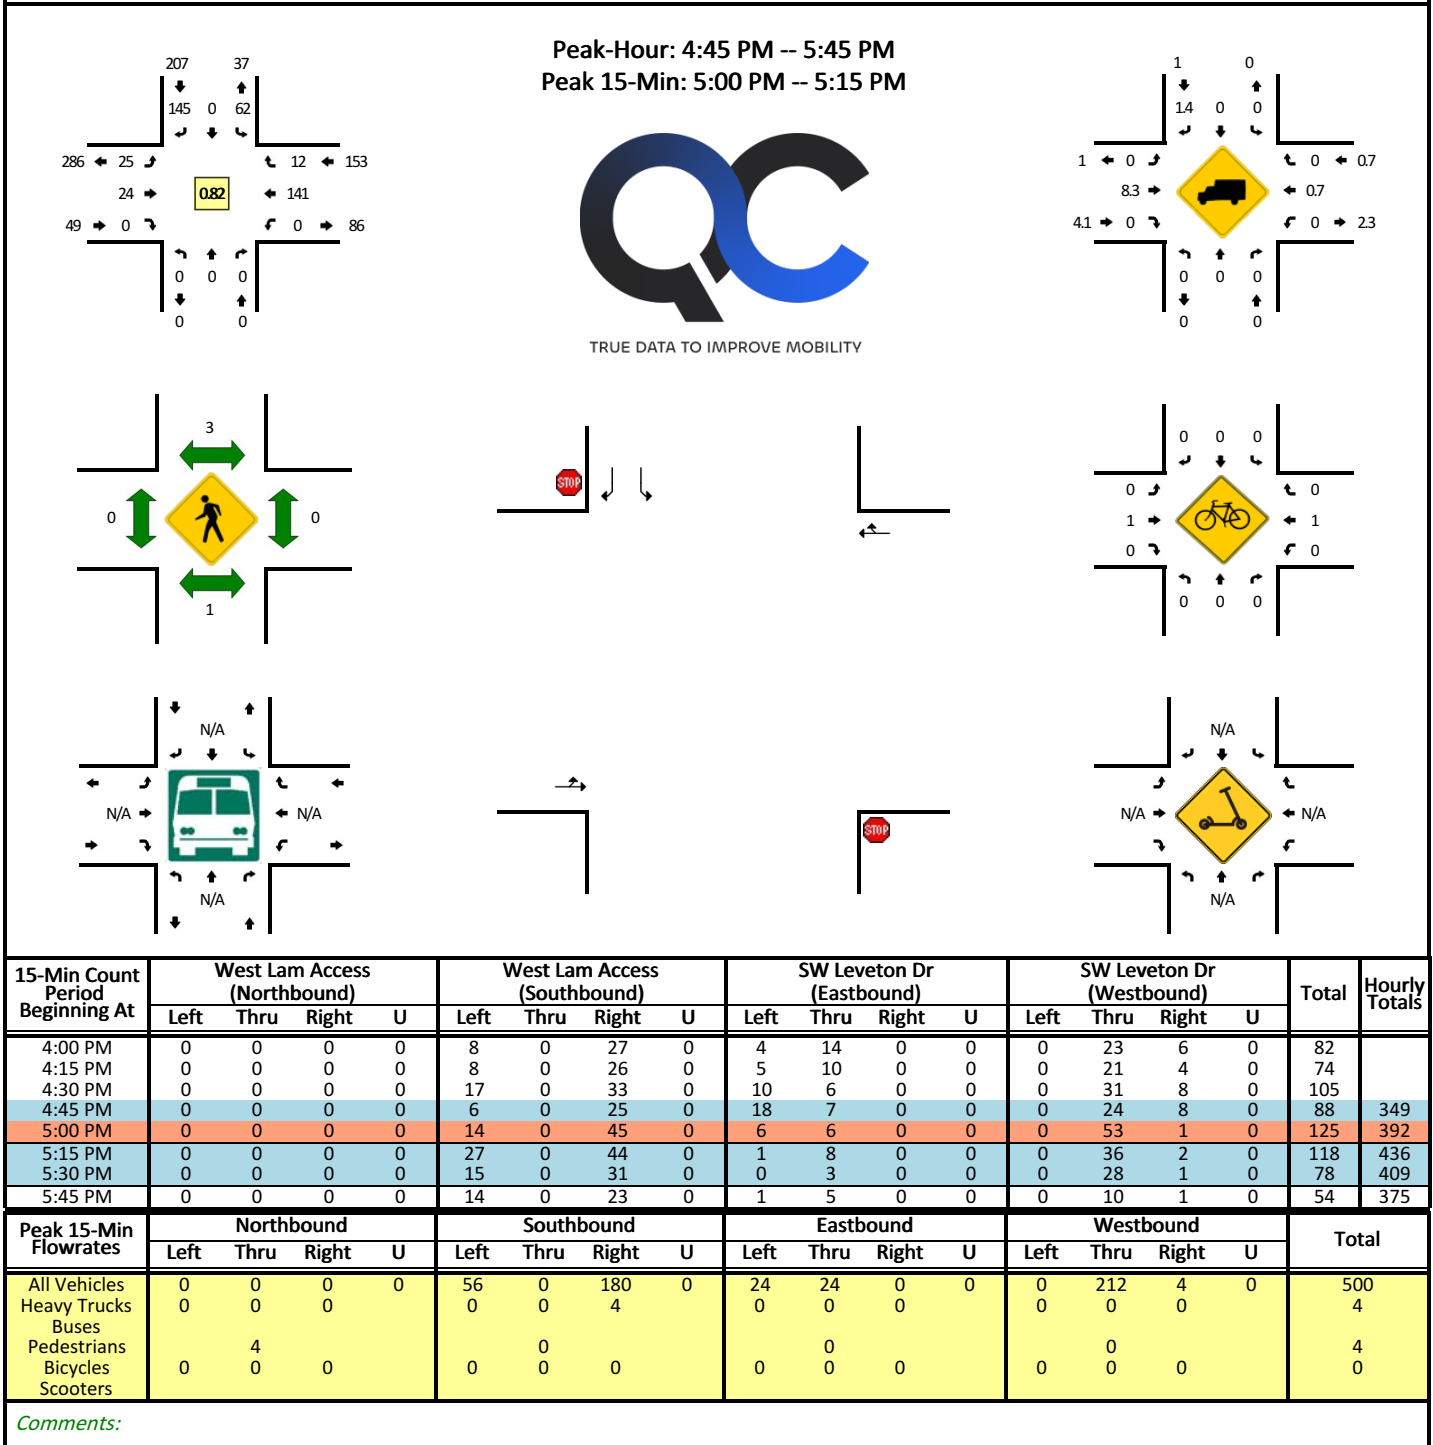 Peak-Hour: 4:45 PM -- 5:45 PM
Peak 15-Min: 5:00 PM -- 5:15 PM
207 37
145 0 62
286 25 12 153
24 0.82 141
49 0 0 86
0 0 0
0 0
TRUE DATA TO IMPROVE MOBILITY
1 0
1.4 0 0
1 0 0 0.7
8.3 0.7
4.1 0 0 2.3
0 0 0
0 0
3
0 0
1
STOP
0 0 0
0 0
1 1
0 0
0 0 0
N/A
N/A N/A
N/A
STOP
N/A
N/A N/A
N/A
15-Min Count Period Beginning At West Lam Access (Northbound) West Lam Access (Southbound) SW Leveton Dr (Eastbound) SW Leveton Dr (Westbound) Total Hourly Totals
Left Thru Right U Left Thru Right U Left Thru Right U Left Thru Right U
4:00 PM 0 0 0 0 8 0 27 0 4 14 0 0 0 23 6 0 82
4:15 PM 0 0 0 0 8 0 26 0 5 10 0 0 0 21 4 0 74
4:30 PM 0 0 0 0 17 0 33 0 10 6 0 0 0 31 8 0 105
4:45 PM 0 0 0 0 6 0 25 0 18 7 0 0 0 24 8 0 88 349
5:00 PM 0 0 0 0 14 0 45 0 6 6 0 0 0 53 1 0 125 392
5:15 PM 0 0 0 0 27 0 44 0 1 8 0 0 0 36 2 0 118 436
5:30 PM 0 0 0 0 15 0 31 0 0 3 0 0 0 28 1 0 78 409
5:45 PM 0 0 0 0 14 0 23 0 1 5 0 0 0 10 1 0 54 375
Peak 15-Min Flowrates Northbound Southbound Eastbound Westbound Total
Left Thru Right U Left Thru Right U Left Thru Right U Left Thru Right U
All Vehicles 0 0 0 0 56 0 180 0 24 24 0 0 0 212 4 0 500
Heavy Trucks 0 0 0 0 0 4 0 0 0 0 0 0 4
Buses
Pedestrians 4 0 0 0 4
Bicycles 0 0 0 0 0 0 0 0 0 0 0 0 0
Scooters
Comments: